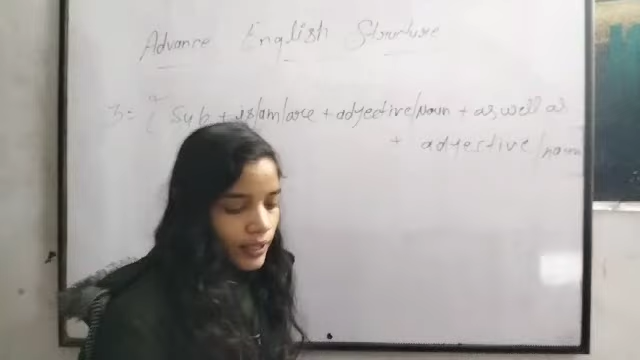 Advance English Structure
3= { Sub + is/am/are + adjective/Noun + as well as
+ adjective/noun